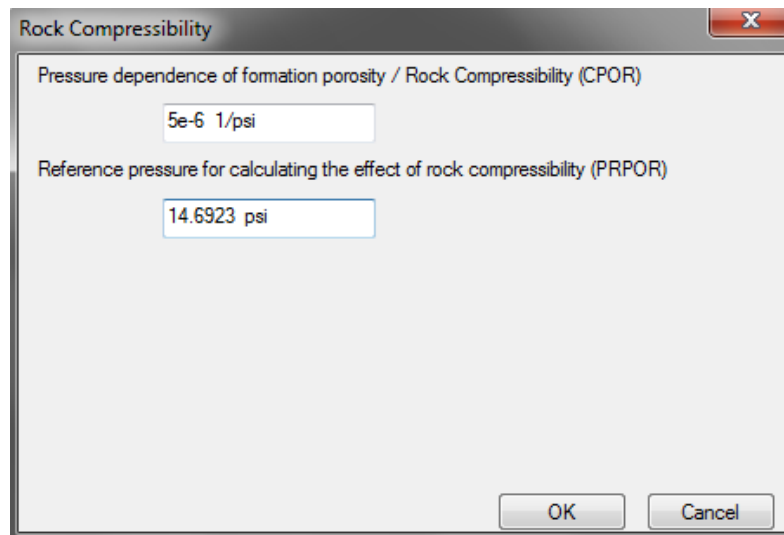 Rock Compressibility
Pressure dependence of formation porosity / Rock Compressibility (CPOR)
5e-6 1/psi
Reference pressure for calculating the effect of rock compressibility (PRPOR)
14.6923 psi
OK Cancel